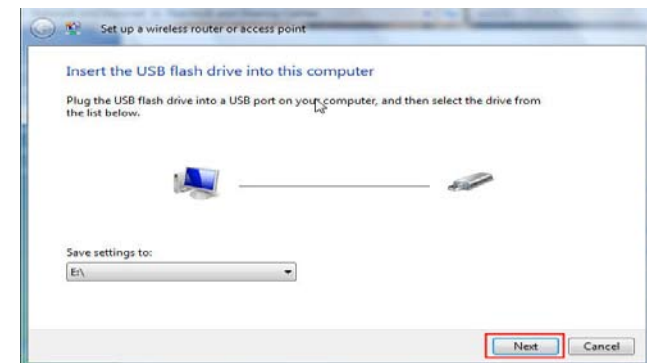 Set up a wireless router or access point
Insert the USB flash drive into this computer
Plug the USB flash drive into a USB port on your computer, and then select the drive from
the list below.
Save settings to:
E:\
Next Cancel